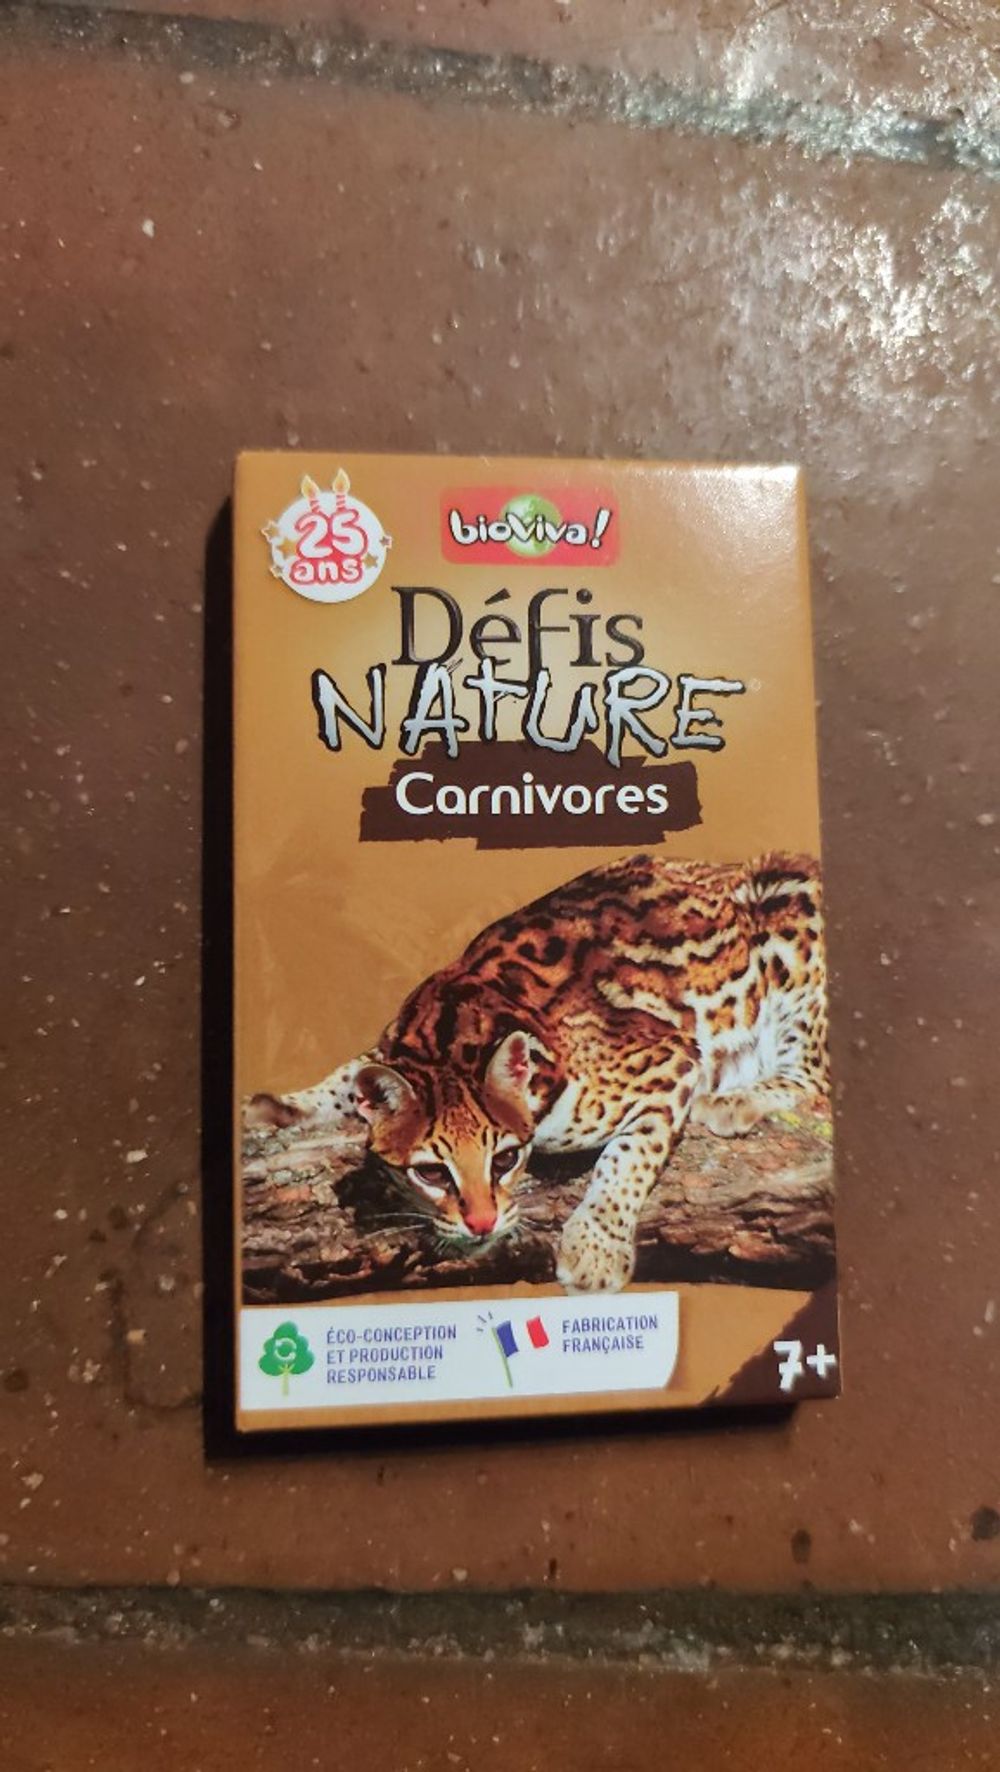 25
ans
bioviva!
Défis
NATURE
Carnivores
ÉCO-CONCEPTION
ET PRODUCTION
RESPONSABLE
FABRICATION
FRANÇAISE
7+